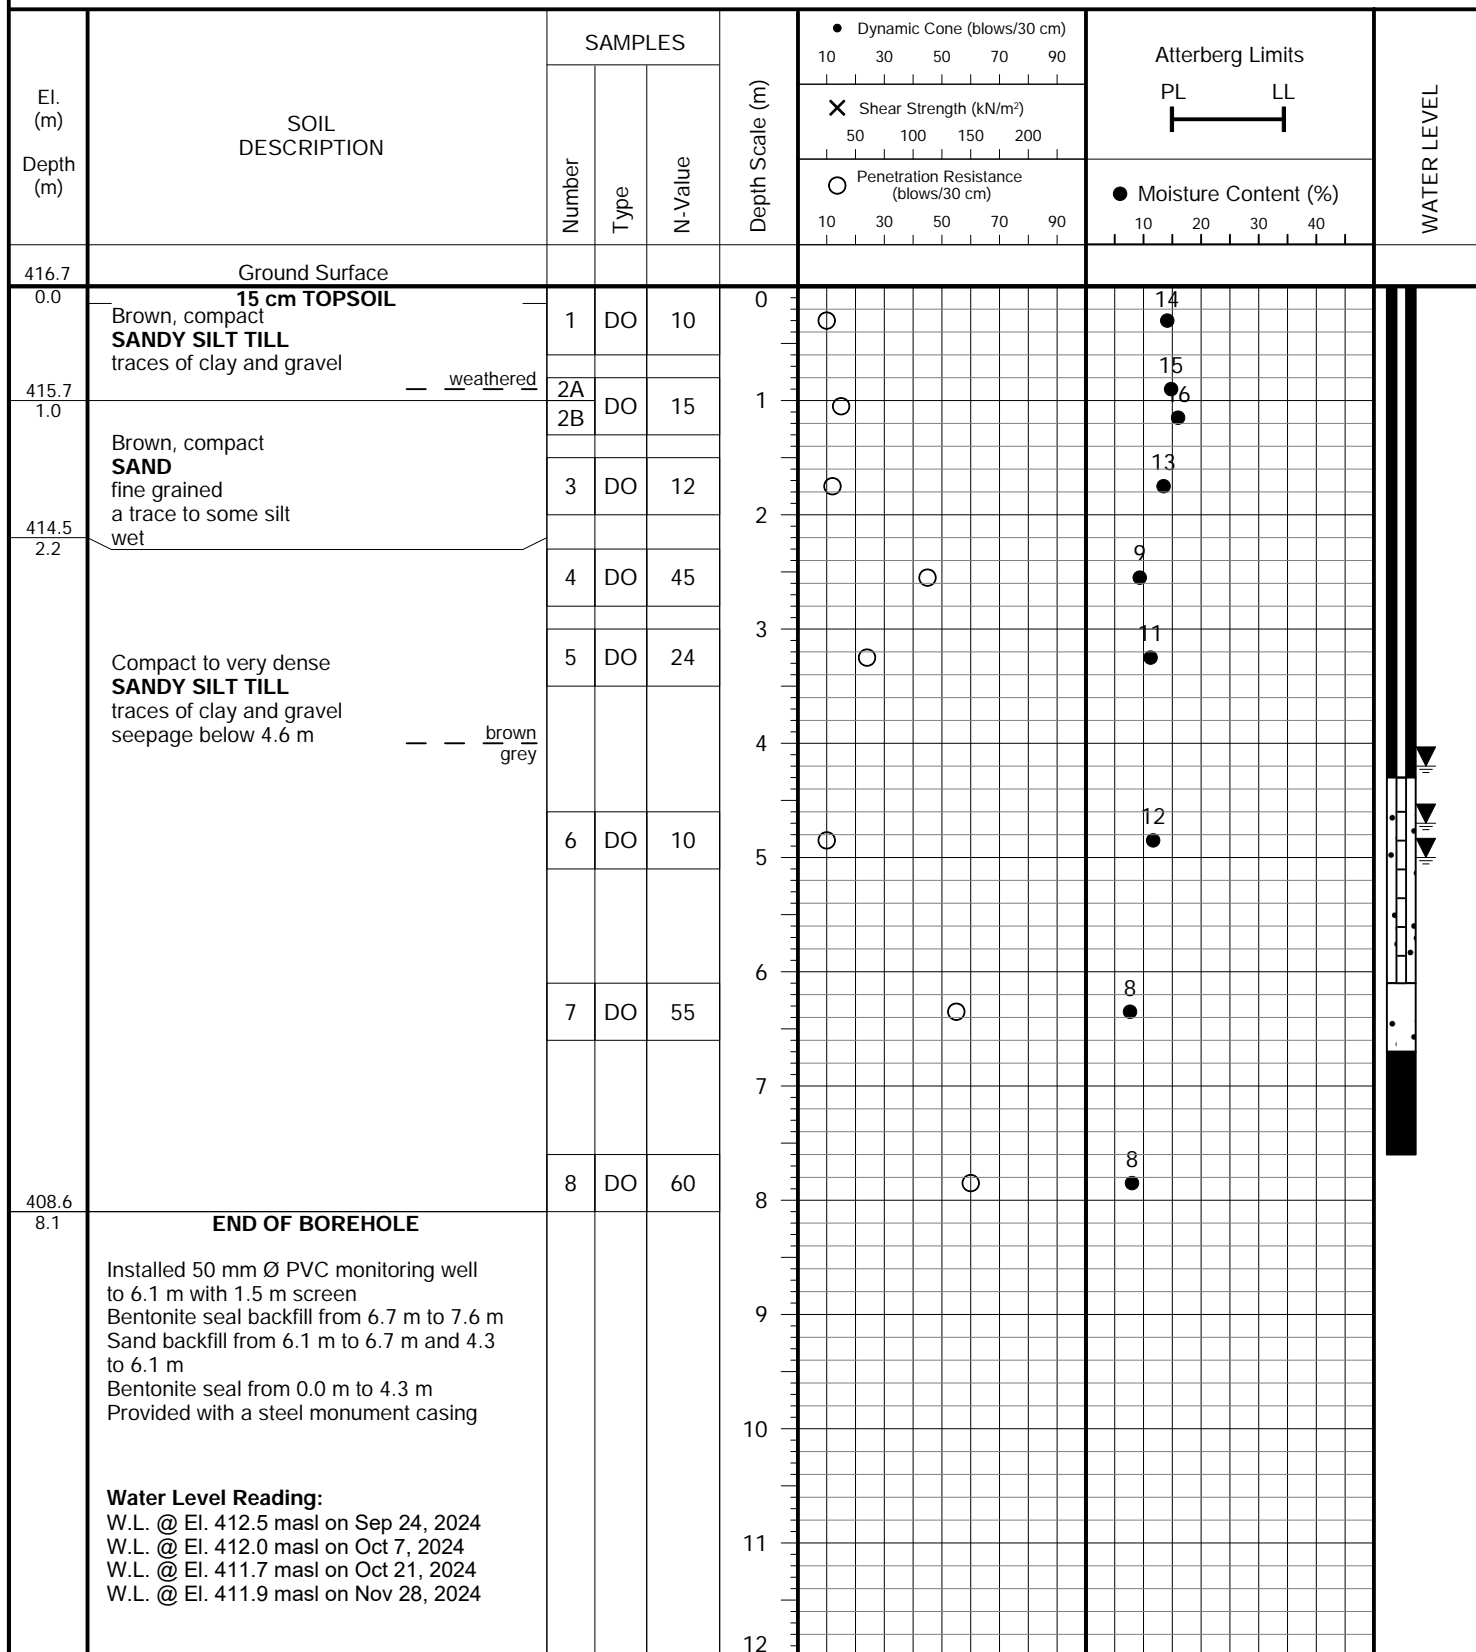 El.
(m)
Depth
(m)
SOIL
DESCRIPTION
SAMPLES
Number
Type
N-Value
Depth Scale (m)
Dynamic Cone (blows/30 cm)
10 30 50 70 90
Shear Strength (kN/m²)
50 100 150 200
Penetration Resistance
(blows/30 cm)
10 30 50 70 90
Atterberg Limits
PL LL
Moisture Content (%)
10 20 30 40
WATER LEVEL
416.7 Ground Surface
0.0 15 cm TOPSOIL 0
Brown, compact
SANDY SILT TILL
traces of clay and gravel
weathered
1 DO 10 14
415.7
1.0
2A
2B
DO 15 1 15
6
Brown, compact
SAND
fine grained
a trace to some silt
wet
3 DO 12 13
2
414.5
2.2
4 DO 45 9
3
Compact to very dense
SANDY SILT TILL
traces of clay and gravel
seepage below 4.6 m
brown
grey
5 DO 24 11
4
6 DO 10 12
5
6
7 DO 55 8
7
8 DO 60 8
8
408.6
8.1
END OF BOREHOLE
Installed 50 mm Ø PVC monitoring well
to 6.1 m with 1.5 m screen
Bentonite seal backfill from 6.7 m to 7.6 m
Sand backfill from 6.1 m to 6.7 m and 4.3
to 6.1 m
Bentonite seal from 0.0 m to 4.3 m
Provided with a steel monument casing
9
10
Water Level Reading:
W.L. @ El. 412.5 masl on Sep 24, 2024
W.L. @ El. 412.0 masl on Oct 7, 2024
W.L. @ El. 411.7 masl on Oct 21, 2024
W.L. @ El. 411.9 masl on Nov 28, 2024
11
12